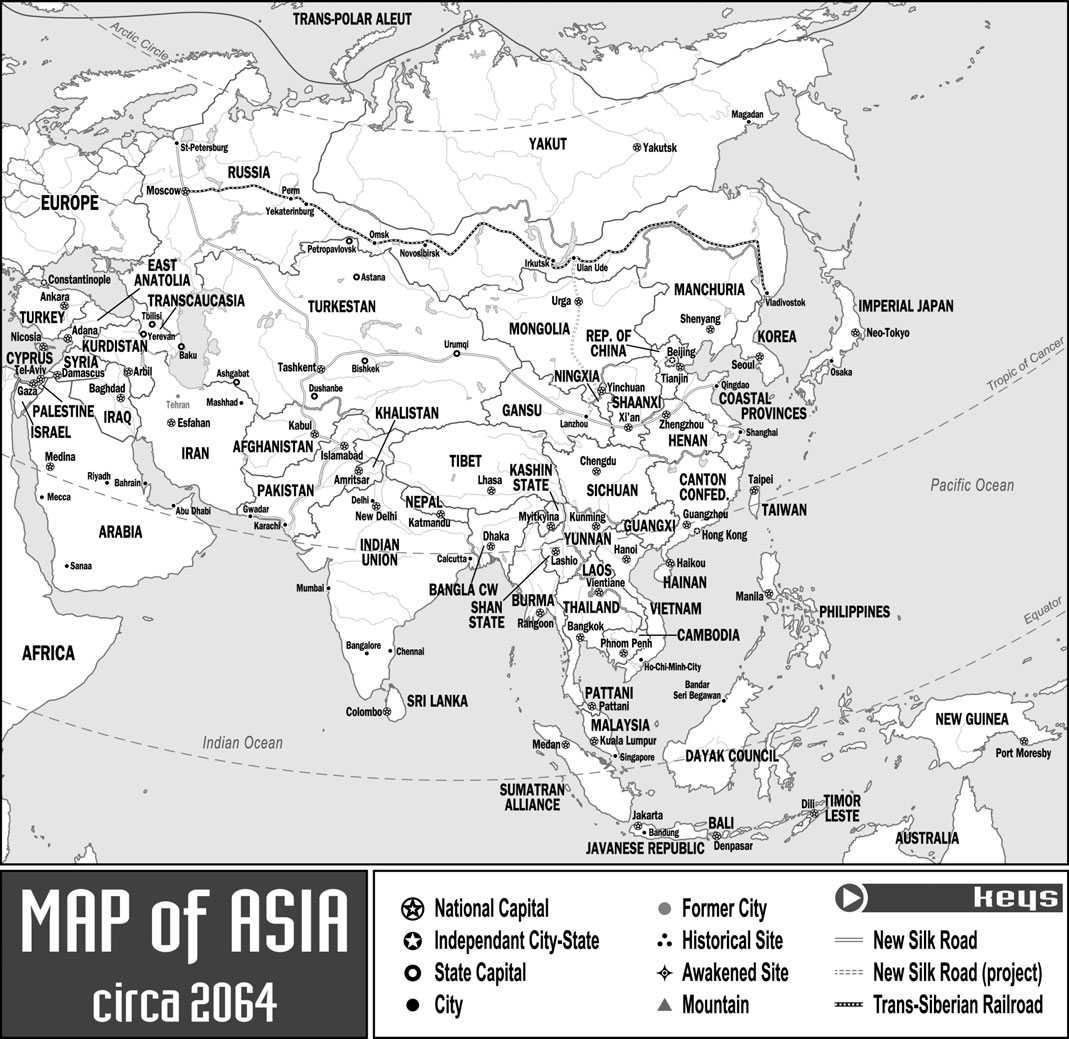 TRANS-POLAR ALEUT
Arctic Circle
Magadan
YAKUT
Yakutsk
St-Petersburg
RUSSIA
Moscow
Perm
Yekaterinburg
EUROPE
Omsk
Petropavlovsk
Novosibirsk
Irkutsk
Ulan Ude
Constantinople
EAST
ANATOLIA
Astana
Ankara
TRANSCAUCASIA
TURKESTAN
Urga
MANCHURIA
Vladivostok
IMPERIAL JAPAN
TURKEY
Tbilisi
Adana
Yerevan
MONGOLIA
Shenyang
Neo-Tokyo
Nicosia
KURDISTAN
Baku
REP. OF
CHINA
KOREA
CYPRUS
SYRIA
Urumqi
Beijing
Seoul
Tel-Aviv
Damascus
Arbil
Ashgabat
Tashkent
Bishkek
Tianjin
Osaka
Tropic of Cancer
Gaza
Baghdad
Dushanbe
NINGXIA
Yinchuan
Qingdao
PALESTINE
IRAQ
Tehran
Mashhad
KHALISTAN
GANSU
SHAANXI
COASTAL
PROVINCES
ISRAEL
Esfahan
Kabul
Lanzhou
Xi'an
Zhengzhou
IRAN
AFGHANISTAN
Islamabad
HENAN
Shanghai
Medina
TIBET
KASHIN
STATE
Chengdu
Riyadh
Bahrain
PAKISTAN
Amritsar
Lhasa
SICHUAN
CANTON
CONFED.
Taipei
Pacific Ocean
Mecca
Abu Dhabi
Gwadar
Karachi
Delhi
New Delhi
NEPAL
Katmandu
Myitkyina
Kunming
GUANGXI
Guangzhou
TAIWAN
ARABIA
Dhaka
YUNNAN
Hong Kong
INDIAN
UNION
Calcutta
Lashio
Hanoi
Sanaa
LAOS
Haikou
Mumbai
BANGLA CW
Vientiane
HAINAN
Manila
SHAN
STATE
BURMA
THAILAND
VIETNAM
PHILIPPINES
Equator
Rangoon
Bangkok
CAMBODIA
AFRICA
Bangalore
Chennai
Phnom Penh
Ho-Chi-Minh-City
Bandar
Seri Begawan
SRI LANKA
PATTANI
Pattani
Colombo
MALAYSIA
NEW GUINEA
Indian Ocean
Medan
Kuala Lumpur
Port Moresby
Singapore
DAYAK COUNCIL
SUMATRAN
ALLIANCE
Dili
TIMOR
LESTE
Jakarta
BALI
Bandung
AUSTRALIA
JAVANESE REPUBLIC
Denpasar
MAP of ASIA
circa 2064
National Capital
Independant City-State
State Capital
City
Former City
Historical Site
Awakened Site
Mountain
keys
New Silk Road
New Silk Road (project)
Trans-Siberian Railroad